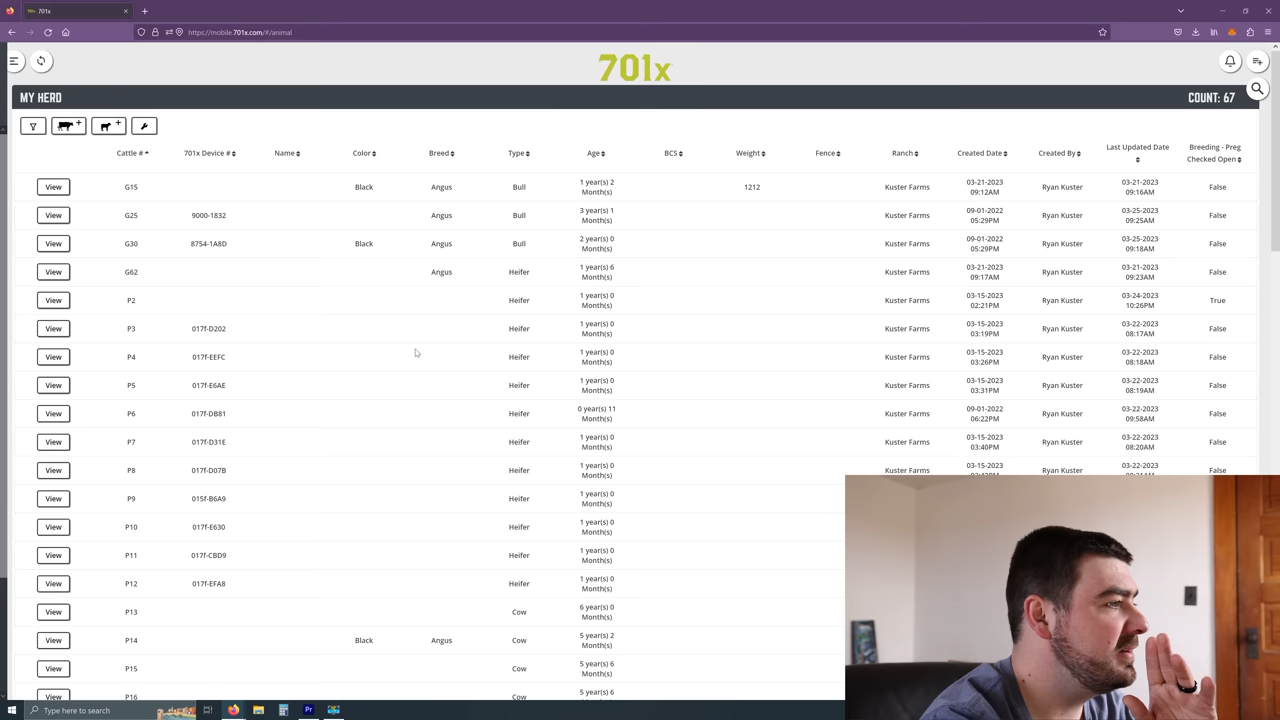 701x
https://mobile.701x.com/#/animal
701x
MY HERD COUNT: 67
Cattle # 701x Device # Name Color Breed Type Age BCS Weight Fence Ranch Created Date Created By Last Updated Date Breeding - Preg Checked Open
View G15 Black Angus Bull 1 year(s) 2 Month(s) 1212 Kuster Farms 03-21-2023 09:12AM Ryan Kuster 03-21-2023 09:16AM False
View G25 9000-1832 Angus Bull 3 year(s) 1 Month(s) Kuster Farms 09-01-2022 05:29PM Ryan Kuster 03-25-2023 09:25AM False
View G30 8754-1A8D Black Angus Bull 2 year(s) 0 Month(s) Kuster Farms 09-01-2022 05:29PM Ryan Kuster 03-25-2023 09:18AM False
View G62 Angus Heifer 1 year(s) 6 Month(s) Kuster Farms 03-21-2023 09:17AM Ryan Kuster 03-21-2023 09:23AM False
View P2 Heifer 1 year(s) 0 Month(s) Kuster Farms 03-15-2023 02:21PM Ryan Kuster 03-24-2023 10:26PM True
View P3 017f-D202 Heifer 1 year(s) 0 Month(s) Kuster Farms 03-15-2023 03:19PM Ryan Kuster 03-22-2023 08:17AM False
View P4 017f-EEFC Heifer 1 year(s) 0 Month(s) Kuster Farms 03-15-2023 03:26PM Ryan Kuster 03-22-2023 08:18AM False
View P5 017f-E6AE Heifer 1 year(s) 0 Month(s) Kuster Farms 03-15-2023 03:31PM Ryan Kuster 03-22-2023 08:19AM False
View P6 017f-DB81 Heifer 0 year(s) 11 Month(s) Kuster Farms 09-01-2022 06:22PM Ryan Kuster 03-22-2023 09:58AM False
View P7 017f-D31E Heifer 1 year(s) 0 Month(s) Kuster Farms 03-15-2023 03:40PM Ryan Kuster 03-22-2023 08:20AM False
View P8 017f-D07B Heifer 1 year(s) 0 Month(s) Kuster Farms 03-15-2023 Ryan Kuster 03-22-2023 False
View P9 015f-B6A9 Heifer 1 year(s) 0 Month(s)
View P10 017f-E630 Heifer 1 year(s) 0 Month(s)
View P11 017f-CBD9 Heifer 1 year(s) 0 Month(s)
View P12 017f-EFA8 Heifer 1 year(s) 0 Month(s)
View P13 Cow 6 year(s) 0 Month(s)
View P14 Black Angus Cow 5 year(s) 2 Month(s)
View P15 Cow 5 year(s) 6 Month(s)
View P16 Cow 5 year(s) 6
Type here to search
Pr